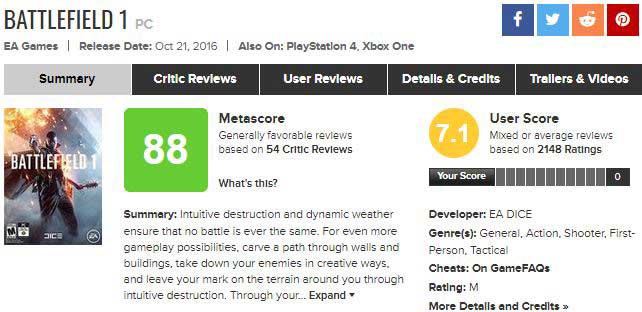 BATTLEFIELD 1 PC
EA Games | Release Date: Oct 21, 2016 | Also On: PlayStation 4, Xbox One
Summary Critic Reviews User Reviews Details & Credits Trailers & Videos
BATTLEFIELD 1
M
DICE
EA
88
Metascore
Generally favorable reviews
based on 54 Critic Reviews
What's this?
7.1
User Score
Mixed or average reviews
based on 2148 Ratings
Your Score 0
Summary: Intuitive destruction and dynamic weather
ensure that no battle is ever the same. For even more
gameplay possibilities, carve a path through walls and
buildings, take down your enemies in creative ways,
and leave your mark on the terrain around you through
intuitive destruction. Through your... Expand
Developer: EA DICE
Genre(s): General, Action, Shooter, First-
Person, Tactical
Cheats: On GameFAQs
Rating: M
More Details and Credits »